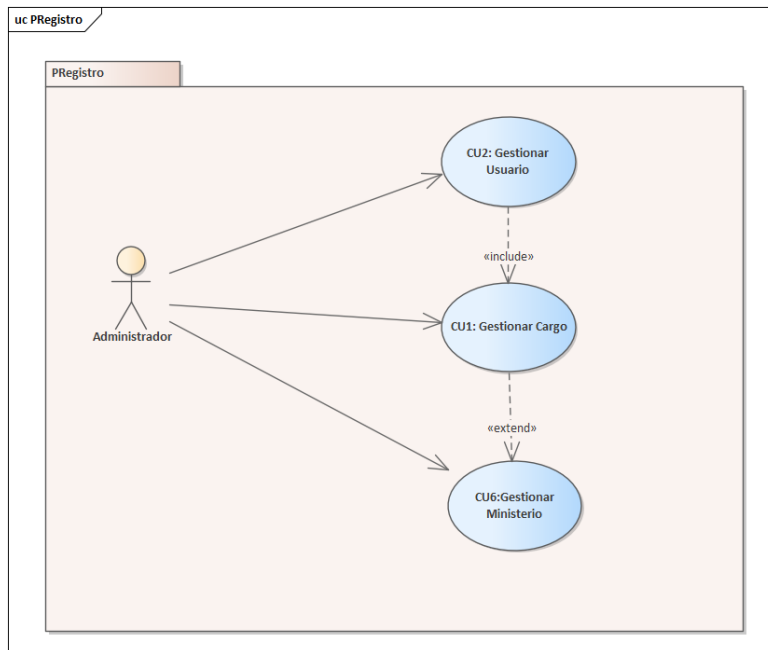 uc PRegistro
PRegistro
CU2: Gestionar
Usuario
«include»
CU1: Gestionar Cargo
Administrador
«extend»
CU6:Gestionar
Ministerio